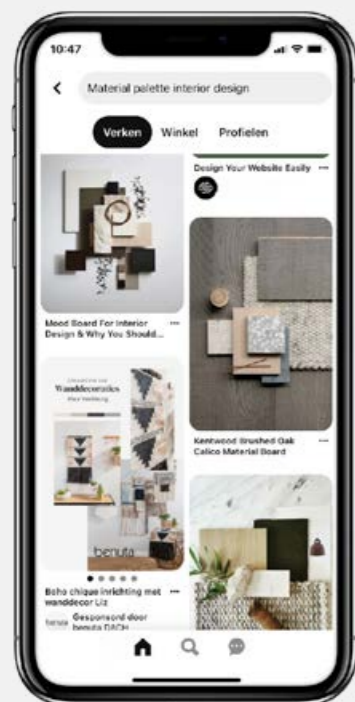 10:47
Material palette interior design
Verken Winkel Profielen
Design Your Website Easily
Mood Board For Interior
Design & Why You Should...
Wanddecoraties
benuta
Kentwood Brushed Oak
Calico Material Board
Boho chique inrichting met
wanddecor Liz
benuta Gesponsord door
benuta DACH